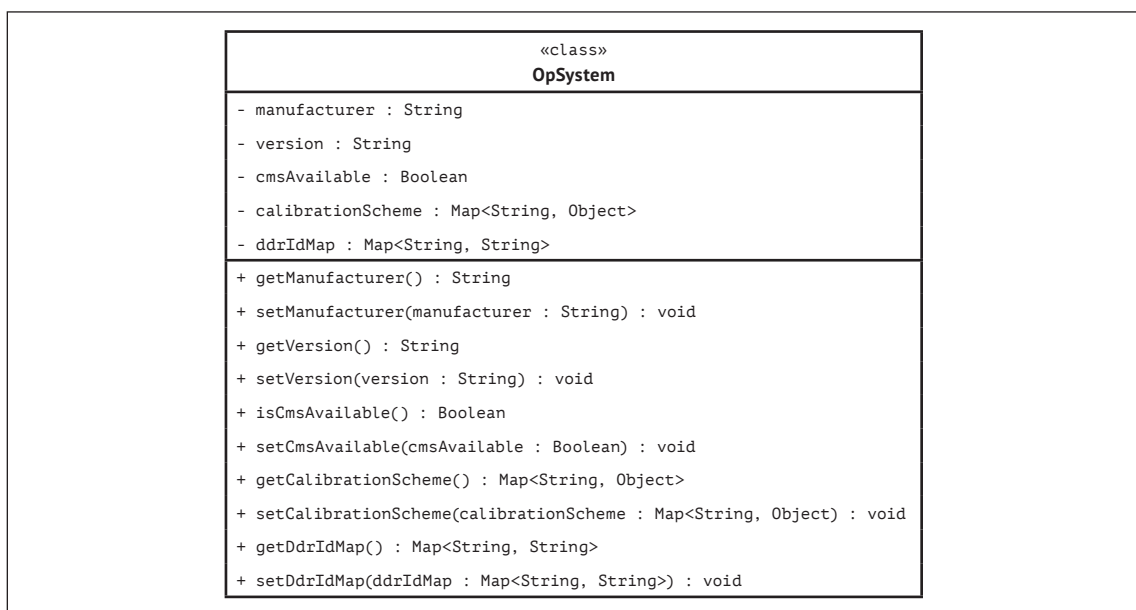 «class»
OpSystem
- manufacturer : String
- version : String
- cmsAvailable : Boolean
- calibrationScheme : Map<String, Object>
- ddrIdMap : Map<String, String>
+ getManufacturer() : String
+ setManufacturer(manufacturer : String) : void
+ getVersion() : String
+ setVersion(version : String) : void
+ isCmsAvailable() : Boolean
+ setCmsAvailable(cmsAvailable : Boolean) : void
+ getCalibrationScheme() : Map<String, Object>
+ setCalibrationScheme(calibrationScheme : Map<String, Object) : void
+ getDdrIdMap() : Map<String, String>
+ setDdrIdMap(ddrIdMap : Map<String, String>) : void